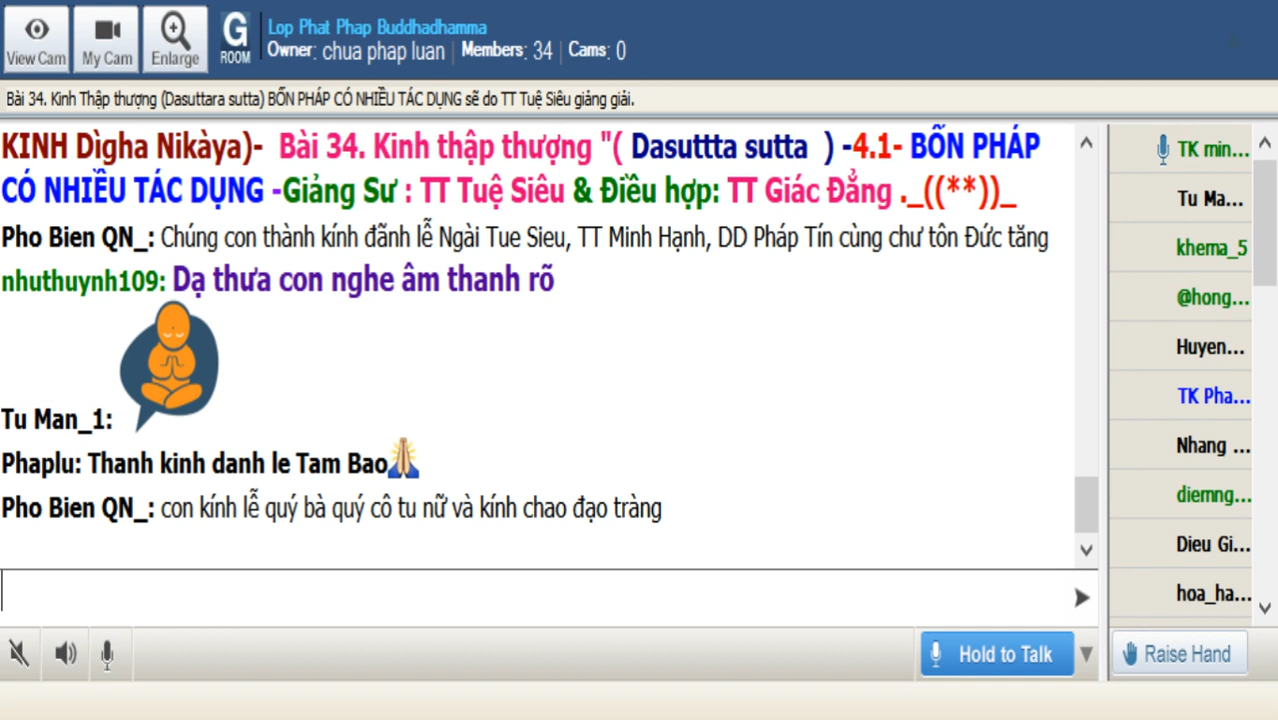 View Cam
My Cam
Enlarge
G
ROOM
Lop Phat Phap Buddhadhamma
Owner: chua phap luan | Members: 34 | Cams: 0
Bài 34. Kinh Thập thượng (Dasuttara sutta) BỐN PHÁP CÓ NHIỀU TÁC DỤNG sẽ do TT Tuệ Siêu giảng giải.
KINH Dìgha Nikàya)- Bài 34. Kinh thập thượng "( Dasuttta sutta ) -4.1- BỐN PHÁP
CÓ NHIỀU TÁC DỤNG -Giảng Sư : TT Tuệ Siêu & Điều hợp: TT Giác Đẳng ._((**))_
Pho Bien QN_: Chúng con thành kính đãnh lễ Ngài Tue Sieu, TT Minh Hạnh, DD Pháp Tín cùng chư tôn Đức tăng
nhuthuynh109: Dạ thưa con nghe âm thanh rõ
Tu Man_1:
Phaplu: Thanh kinh danh le Tam Bao
Pho Bien QN_: con kính lễ quý bà quý cô tu nữ và kính chao đạo tràng
TK min...
Tu Ma...
khema_5
@hong...
Huyen...
TK Pha...
Nhang ...
diemng...
Dieu Gi...
hoa_ha...
Hold to Talk
Raise Hand